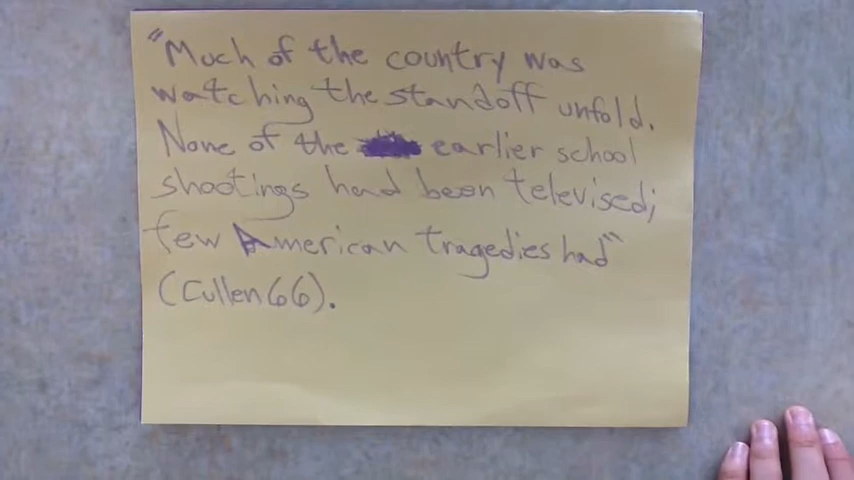 "Much of the country was
watching the standoff unfold.
None of the earlier school
shootings had been televised;
few American tragedies had"
(Cullen 66).